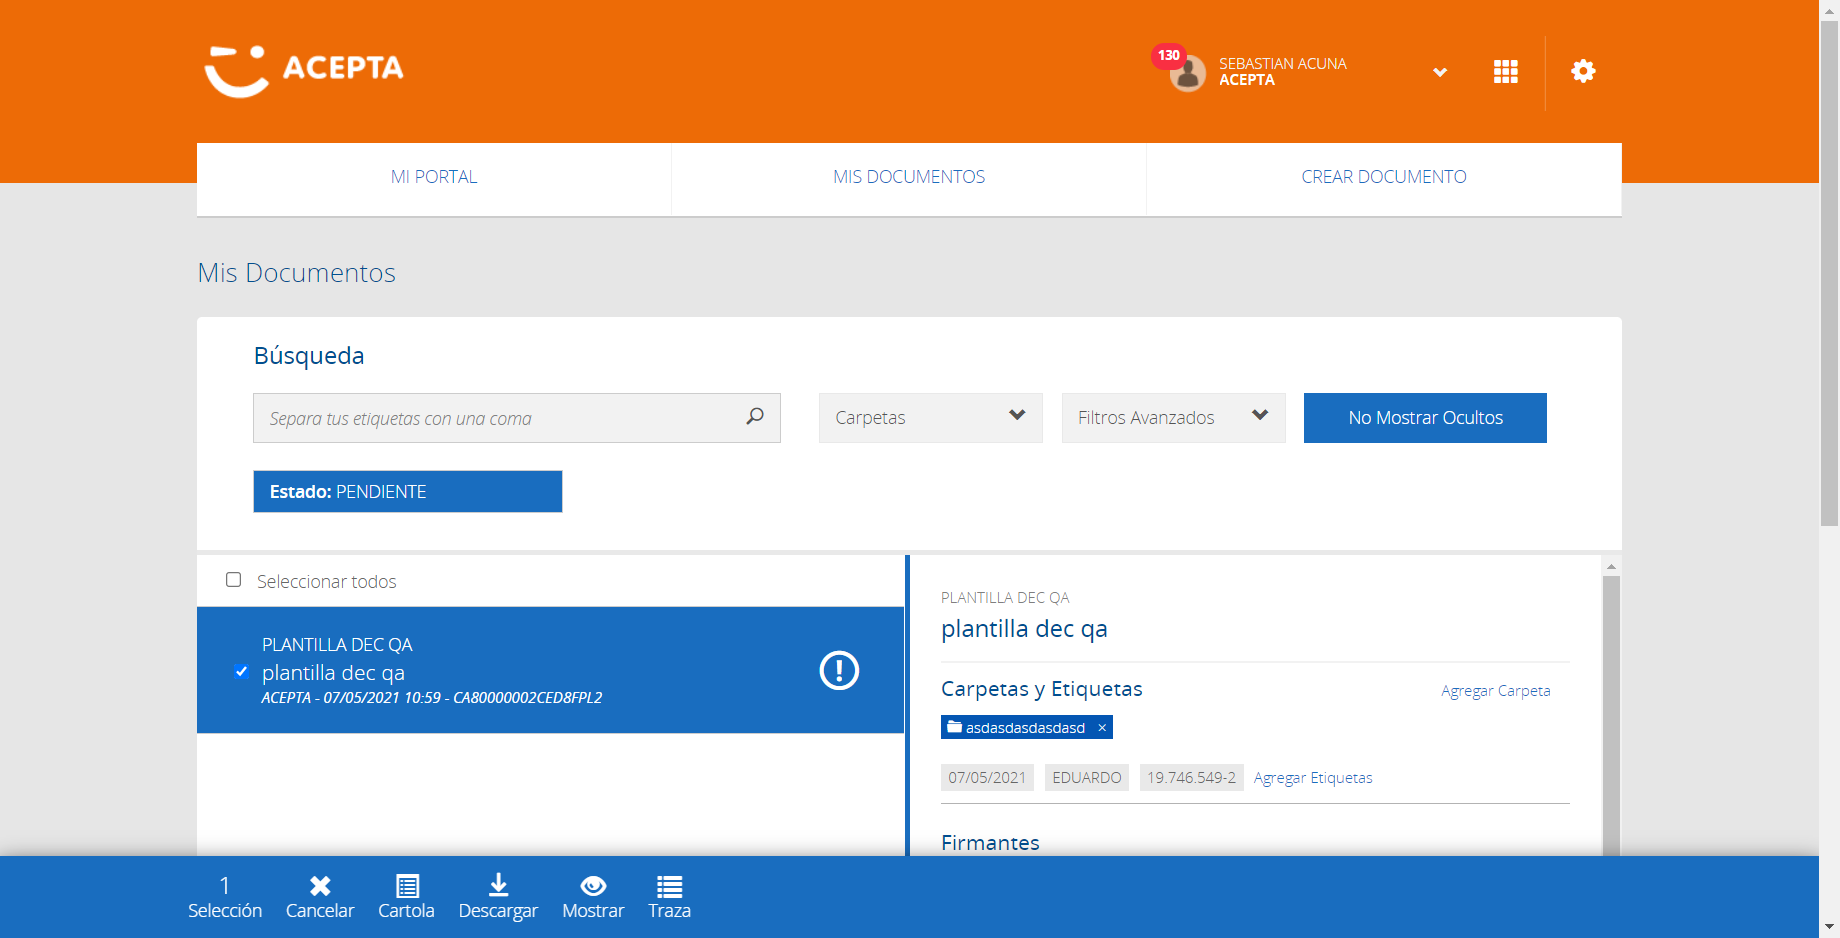 ACEPTA
130
SEBASTIAN ACUNA
ACEPTA
MI PORTAL
MIS DOCUMENTOS
CREAR DOCUMENTO
Mis Documentos
Búsqueda
Separa tus etiquetas con una coma
Carpetas
Filtros Avanzados
No Mostrar Ocultos
Estado: PENDIENTE
Seleccionar todos
PLANTILLA DEC QA
plantilla dec qa
ACEPTA - 07/05/2021 10:59 - CA80000002CED8FPL2
PLANTILLA DEC QA
plantilla dec qa
Carpetas y Etiquetas
Agregar Carpeta
asdasdasdasdasd ×
07/05/2021 EDUARDO 19.746.549-2 Agregar Etiquetas
Firmantes
1
Selección
Cancelar
Cartola
Descargar
Mostrar
Traza